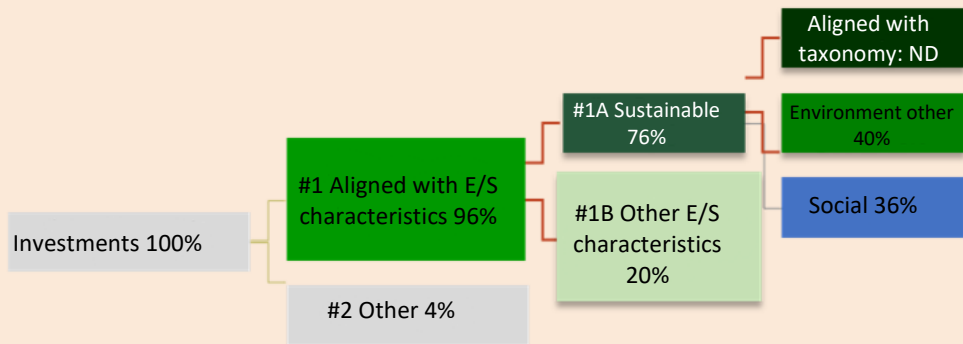 Investments 100%
#1 Aligned with E/S
characteristics 96%
#2 Other 4%
#1A Sustainable
76%
#1B Other E/S
characteristics
20%
Aligned with
taxonomy: ND
Environment other
40%
Social 36%